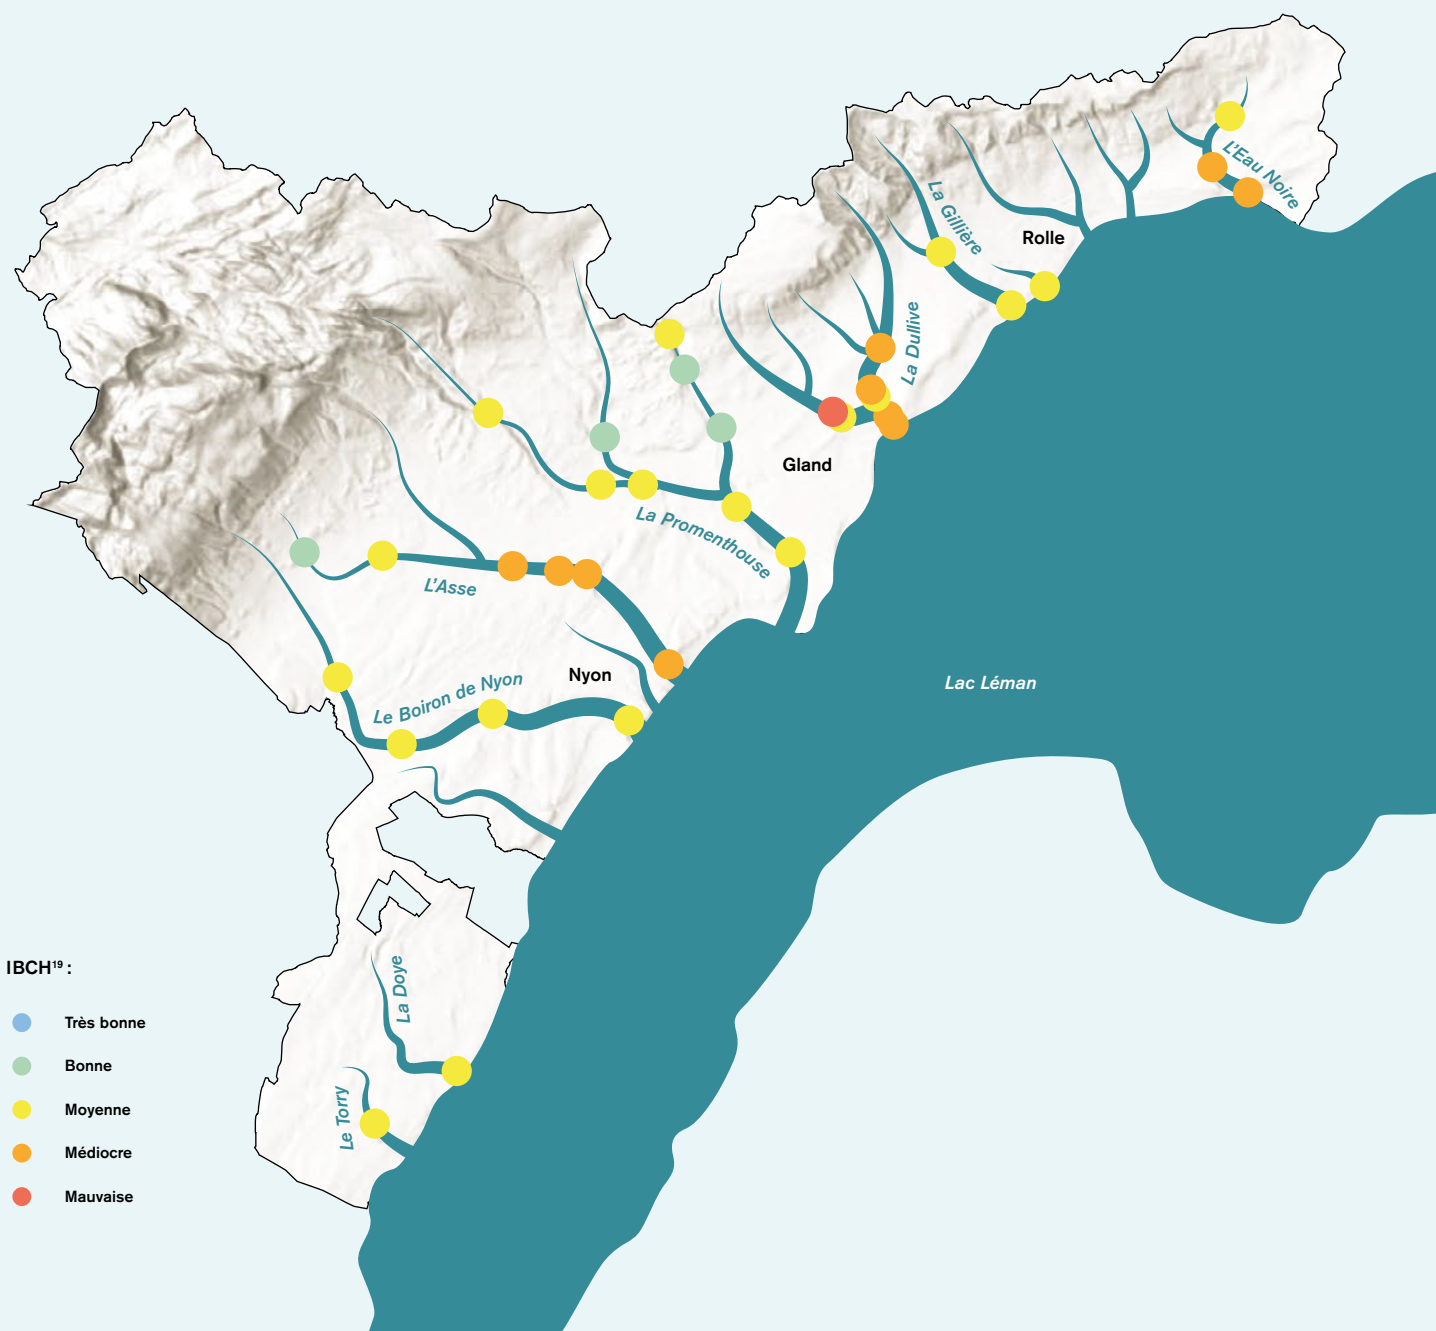 L'Eau Noire
La Gillière
Rolle
La Dullive
Gland
La Promenthouse
L'Asse
Nyon
Le Boiron de Nyon
Lac Léman
La Doye
Le Torry
IBCH¹⁹ :
Très bonne
Bonne
Moyenne
Médiocre
Mauvaise